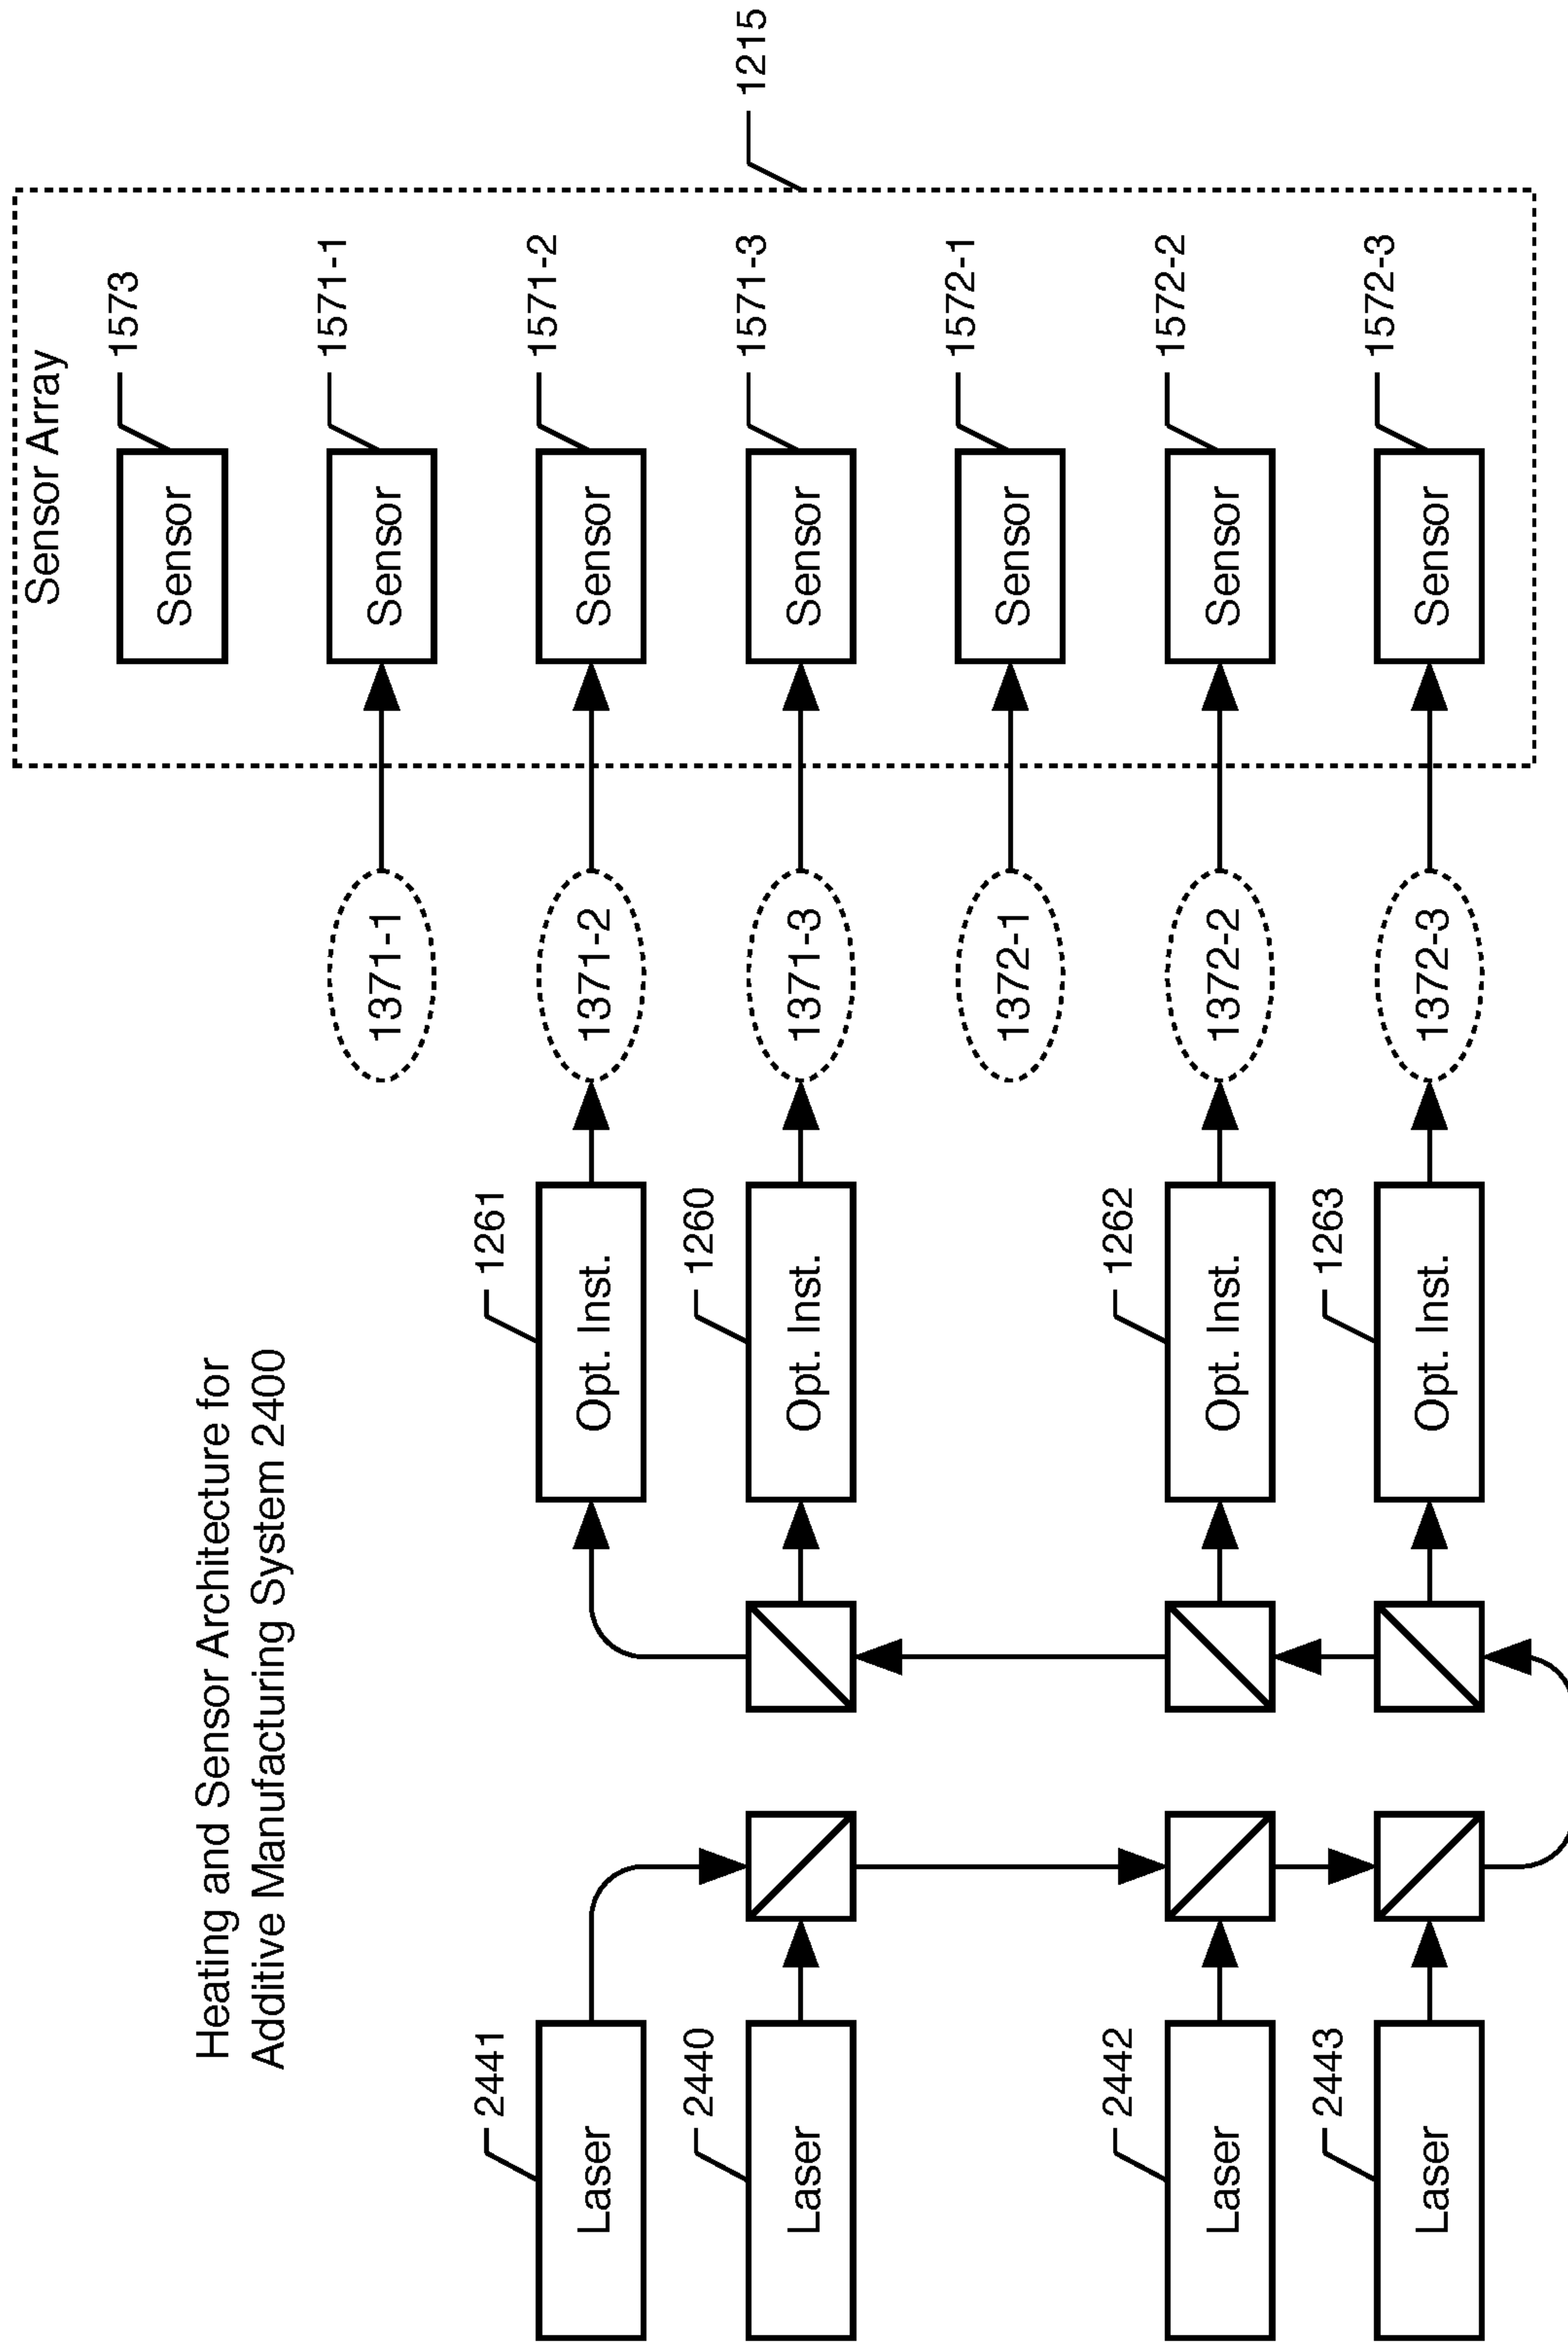 Heating and Sensor Architecture for
Additive Manufacturing System 2400
Sensor Array
1573
Sensor
1571-1
1371-1
Sensor
2441
1261
1571-2
Laser
Opt. Inst.
1371-2
Sensor
2440
1260
1571-3
1215
Laser
Opt. Inst.
1371-3
Sensor
1572-1
1372-1
Sensor
2442
1262
1572-2
Laser
Opt. Inst.
1372-2
Sensor
2443
1263
1572-3
Laser
Opt. Inst.
1372-3
Sensor